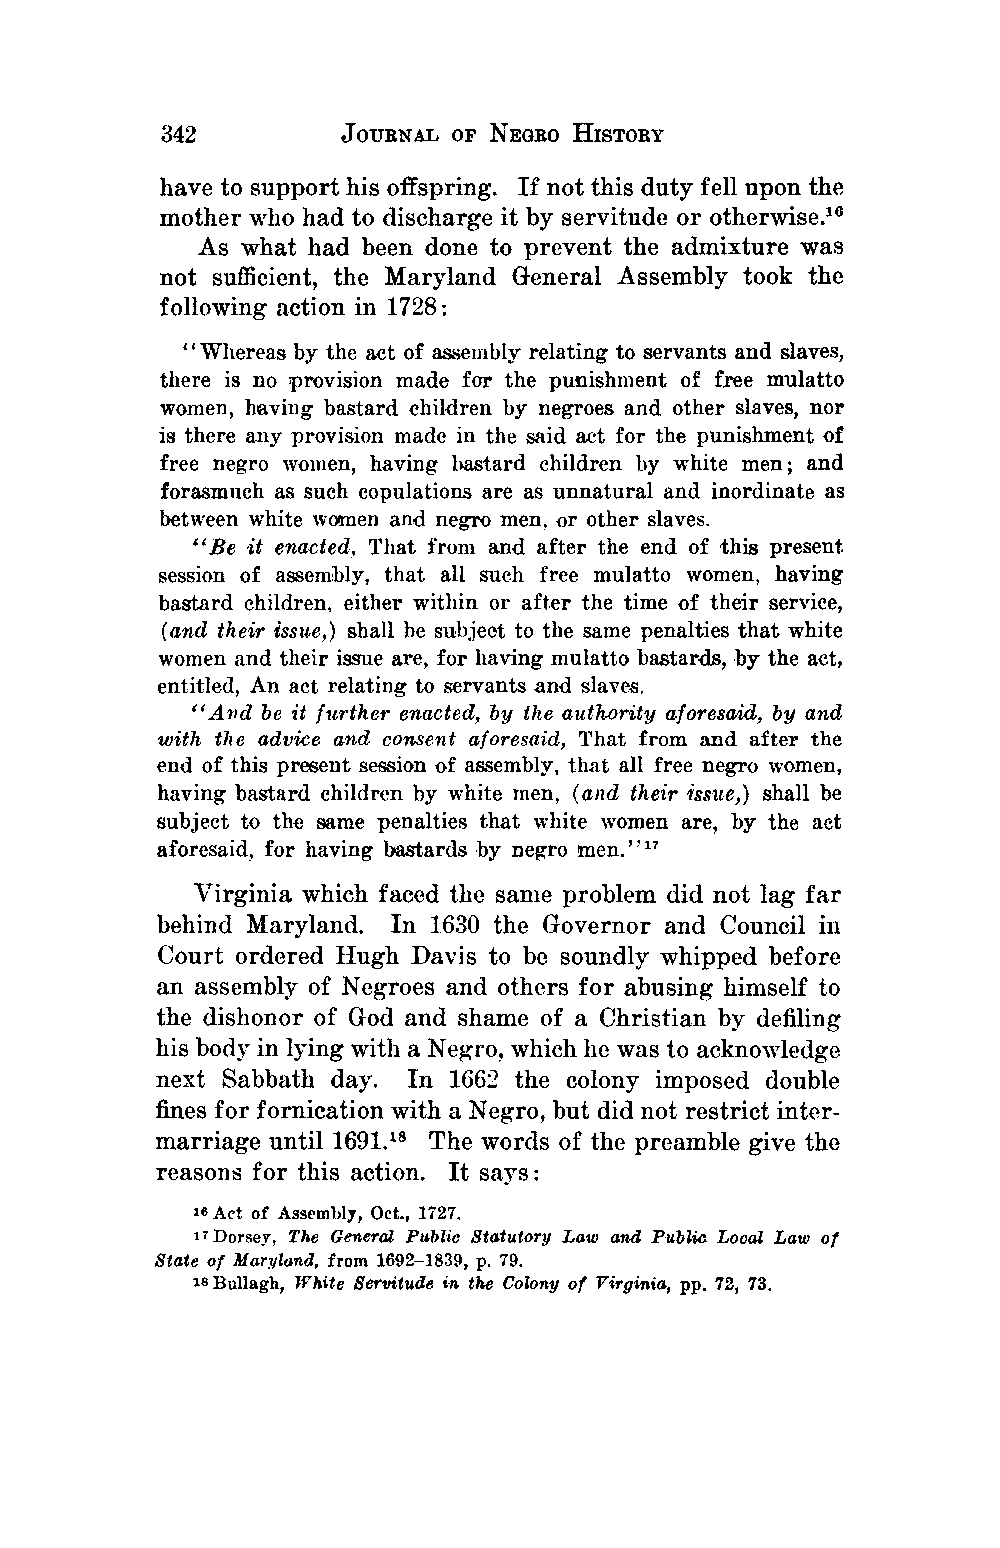 342 JOURNAL OF NEGRO HISTORY
have to support his offspring. If not this duty fell upon the
mother who had to discharge it by servitude or otherwise.¹⁶
As what had been done to prevent the admixture was
not sufficient, the Maryland General Assembly took the
following action in 1728:
"Whereas by the act of assembly relating to servants and slaves,
there is no provision made for the punishment of free mulatto
women, having bastard children by negroes and other slaves, nor
is there any provision made in the said act for the punishment of
free negro women, having bastard children by white men; and
forasmuch as such copulations are as unnatural and inordinate as
between white women and negro men, or other slaves.
"Be it enacted, That from and after the end of this present
session of assembly, that all such free mulatto women, having
bastard children, either within or after the time of their service,
(and their issue,) shall be subject to the same penalties that white
women and their issue are, for having mulatto bastards, by the act,
entitled, An act relating to servants and slaves.
"And be it further enacted, by the authority aforesaid, by and
with the advice and consent aforesaid, That from and after the
end of this present session of assembly, that all free negro women,
having bastard children by white men, (and their issue,) shall be
subject to the same penalties that white women are, by the act
aforesaid, for having bastards by negro men."¹⁷
Virginia which faced the same problem did not lag far
behind Maryland. In 1630 the Governor and Council in
Court ordered Hugh Davis to be soundly whipped before
an assembly of Negroes and others for abusing himself to
the dishonor of God and shame of a Christian by defiling
his body in lying with a Negro, which he was to acknowledge
next Sabbath day. In 1662 the colony imposed double
fines for fornication with a Negro, but did not restrict inter-
marriage until 1691.¹⁸ The words of the preamble give the
reasons for this action. It says:
¹⁶ Act of Assembly, Oct., 1727.
¹⁷ Dorsey, The General Public Statutory Law and Public Local Law of
State of Maryland, from 1692–1839, p. 79.
¹⁸ Bullagh, White Servitude in the Colony of Virginia, pp. 72, 73.